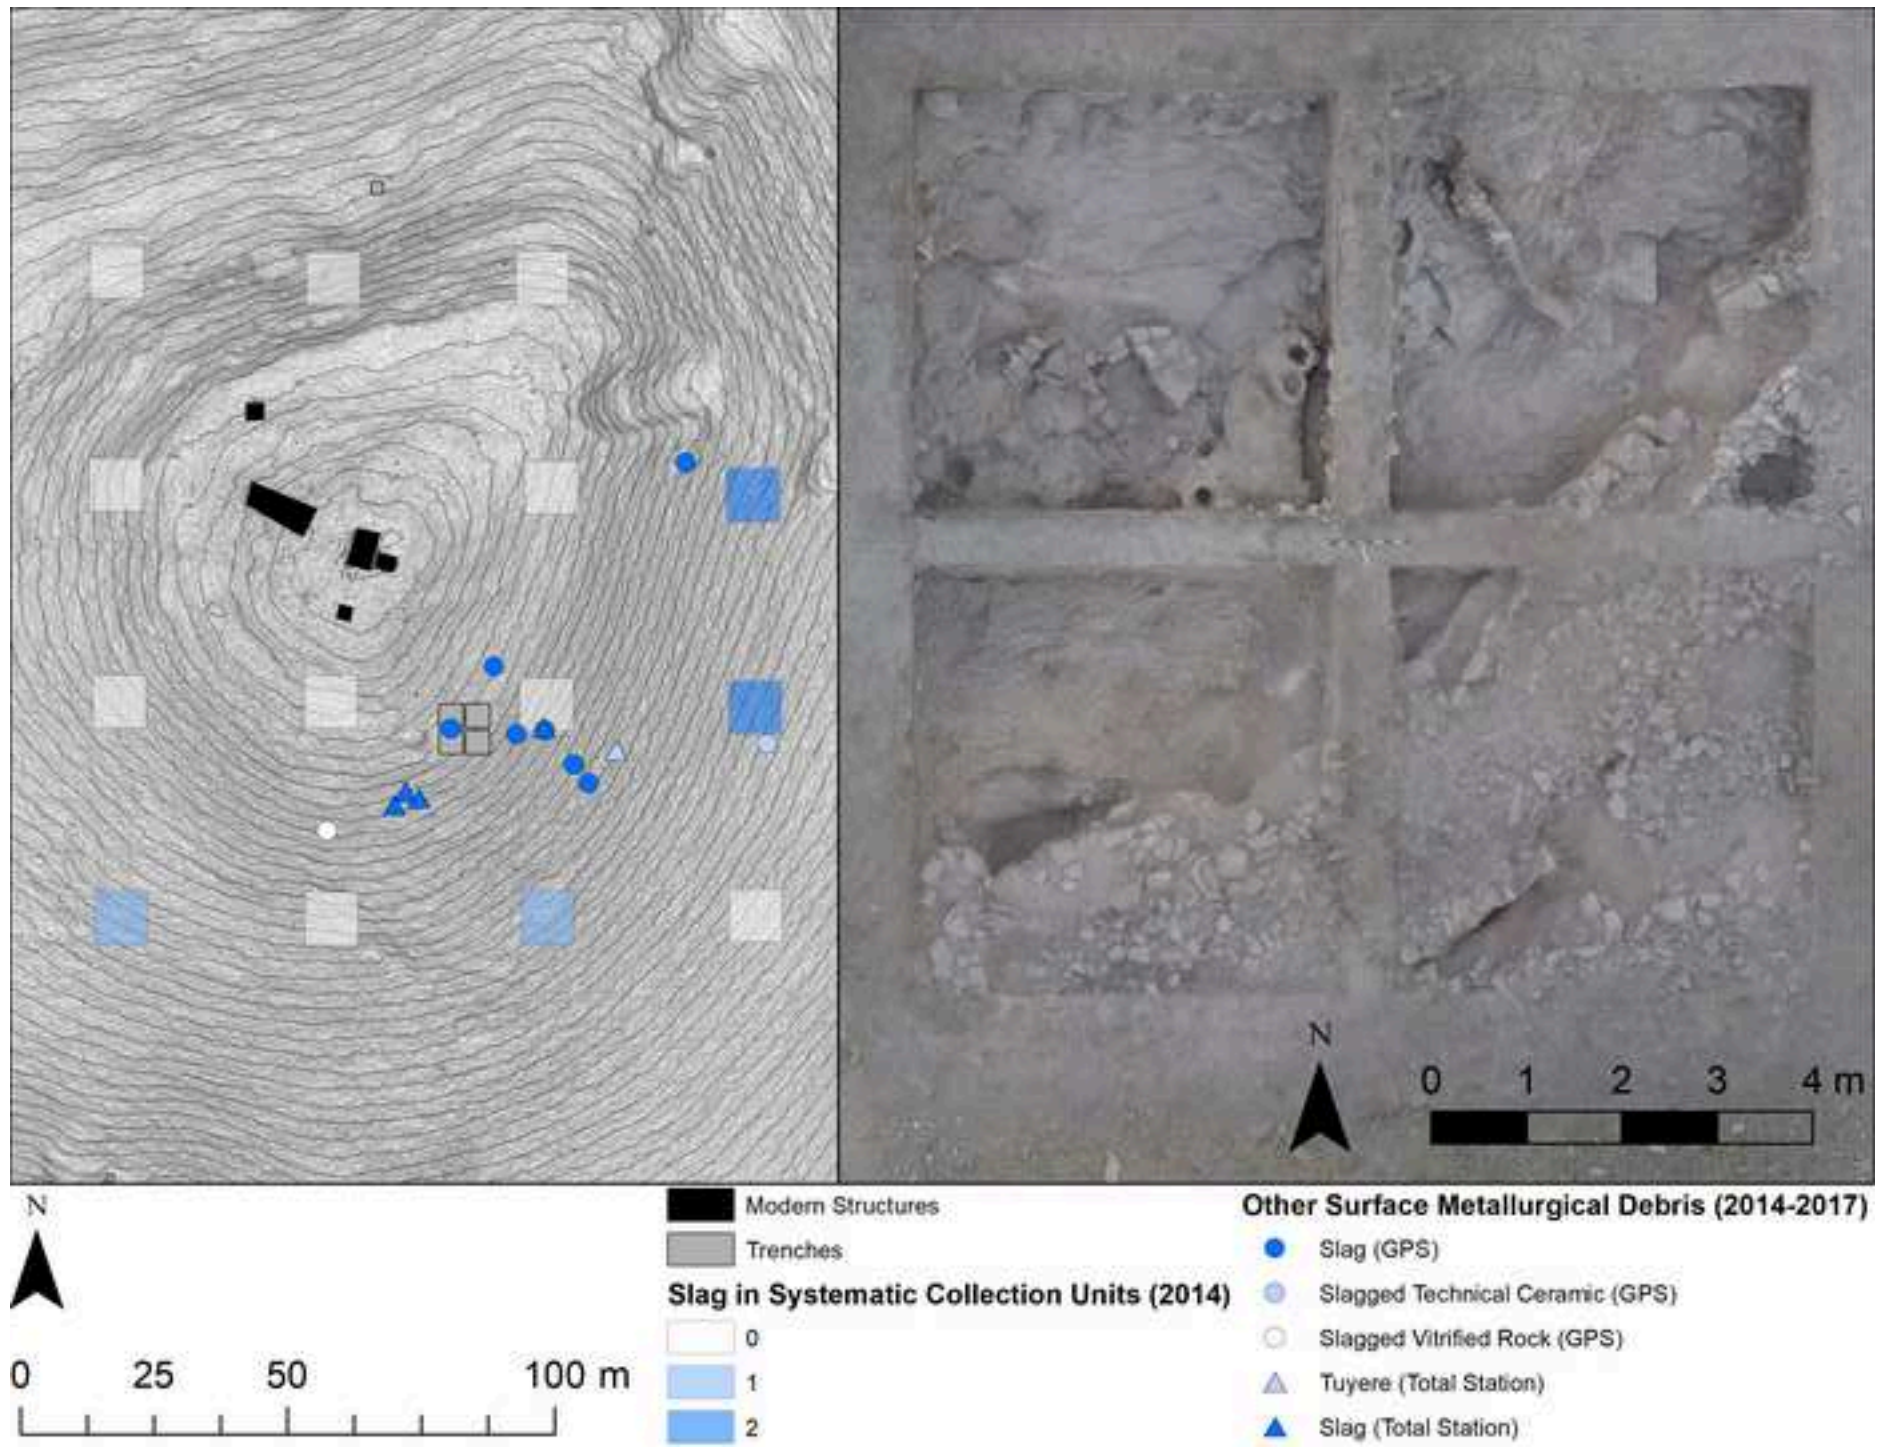 N
0 1 2 3 4 m
N
0 25 50 100 m
Modern Structures
Trenches
Slag in Systematic Collection Units (2014)
0
1
2
Other Surface Metallurgical Debris (2014-2017)
Slag (GPS)
Slagged Technical Ceramic (GPS)
Slagged Vitrified Rock (GPS)
Tuyere (Total Station)
Slag (Total Station)